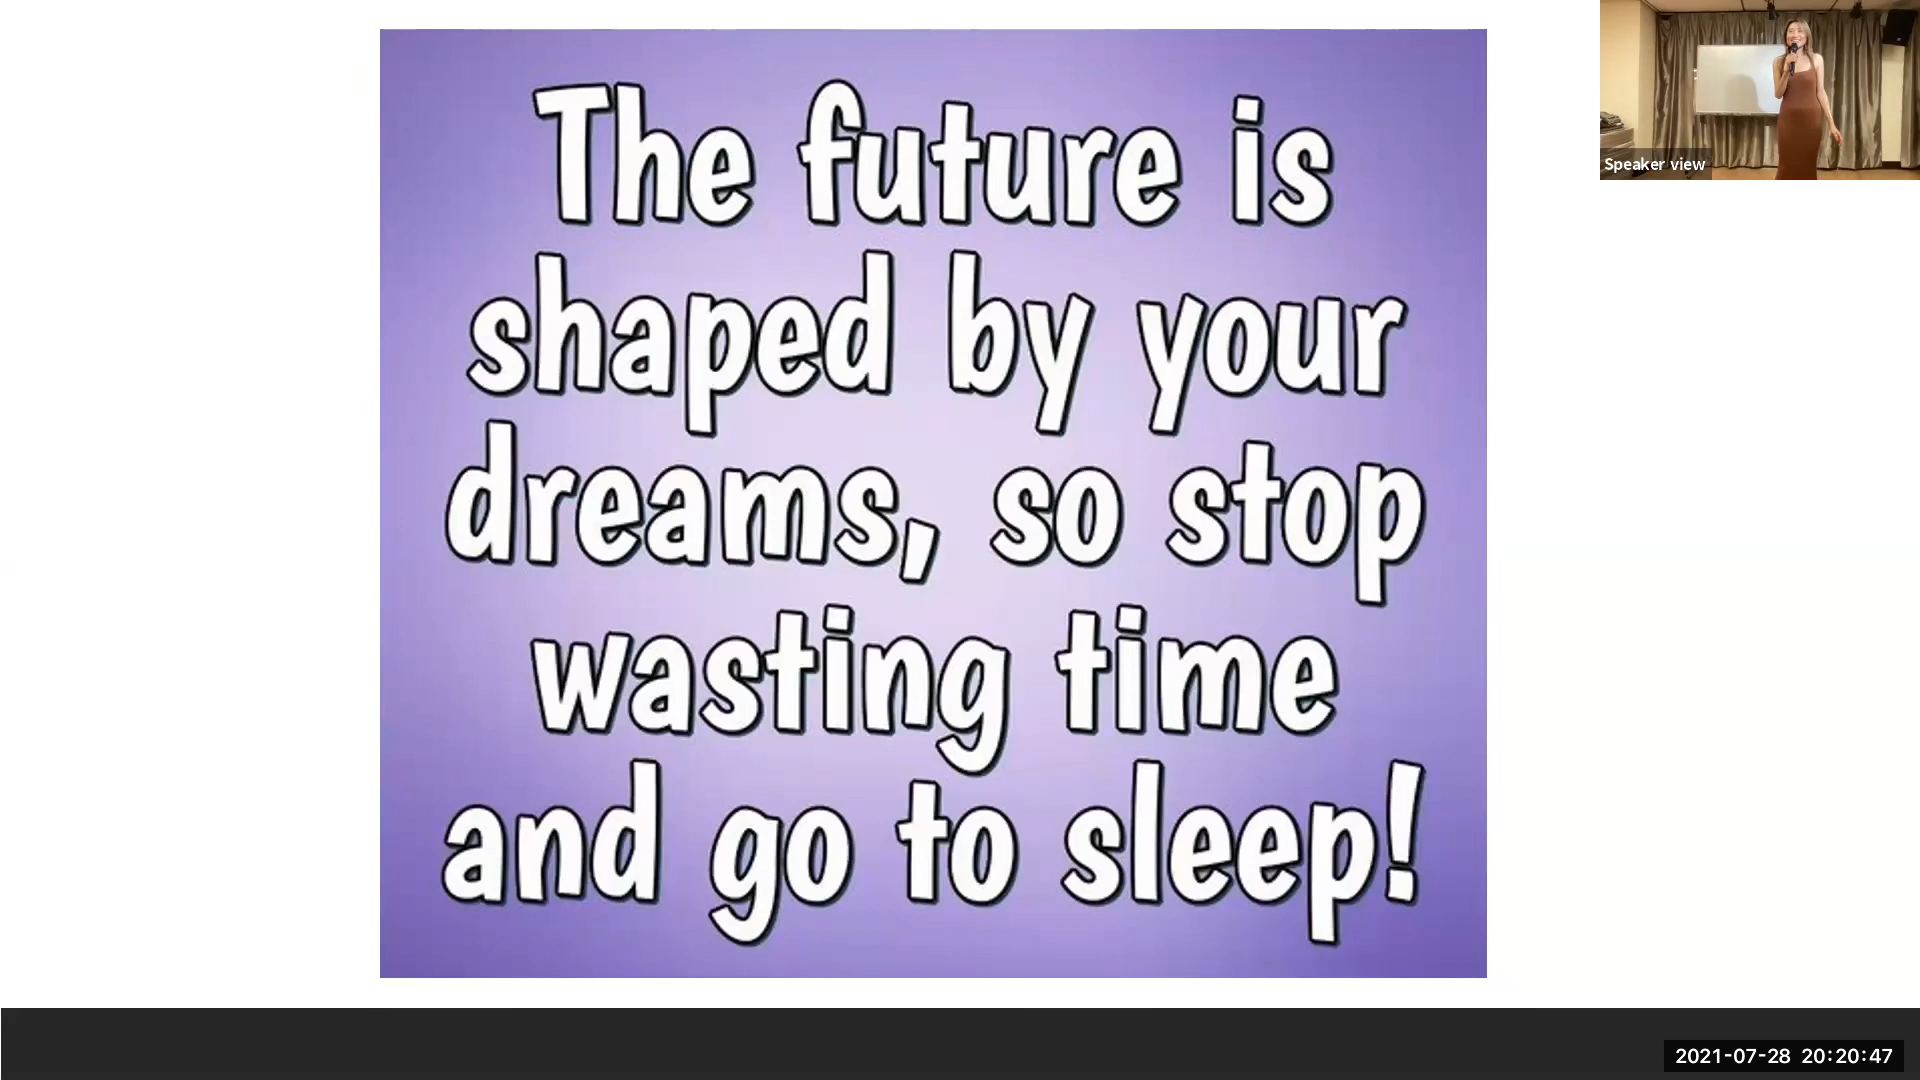 The future is
shaped by your
dreams, so stop
wasting time
and go to sleep!
Speaker view
2021-07-28 20:20:47